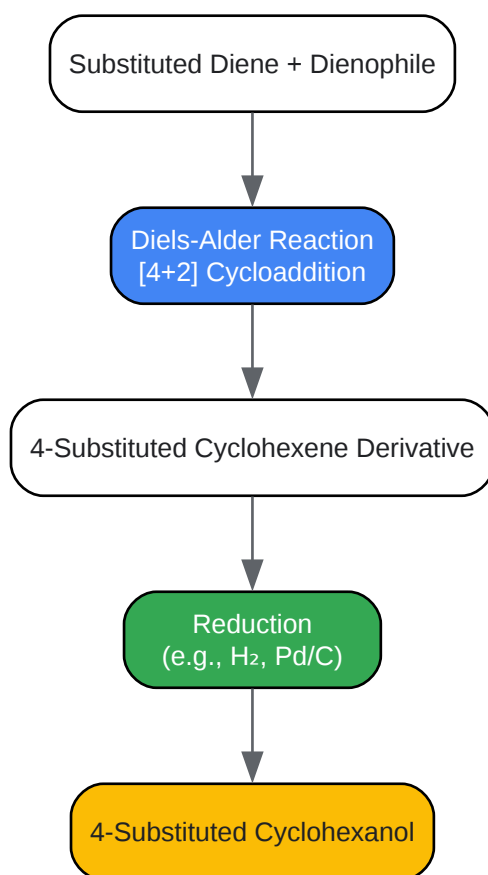 Substituted Diene + Dienophile
Diels-Alder Reaction
[4+2] Cycloaddition
4-Substituted Cyclohexene Derivative
Reduction
(e.g., H₂, Pd/C)
4-Substituted Cyclohexanol